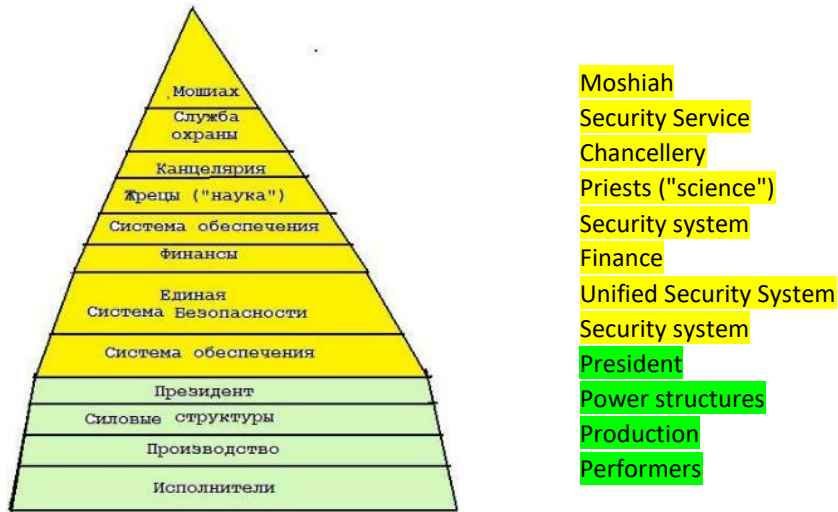 Мошиах
Служба
охраны
Канцелярия
Жрецы ("наука")
Система обеспечения
Финансы
Единая
Система Безопасности
Система обеспечения
Президент
Силовые структуры
Производство
Исполнители
Moshiah
Security Service
Chancellery
Priests ("science")
Security system
Finance
Unified Security System
Security system
President
Power structures
Production
Performers